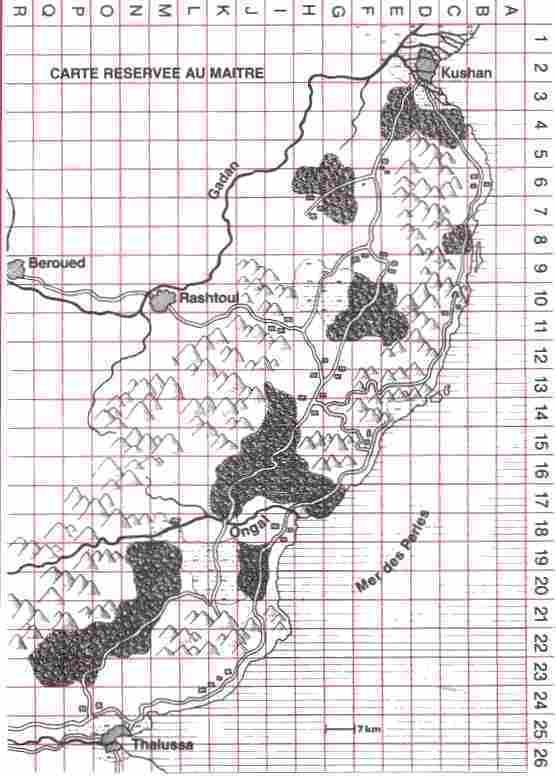 R Q P O N M L K J I H G F E D C B A
1
2
3
4
5
6
7
8
9
10
11
12
13
14
15
16
17
18
19
20
21
22
23
24
25
26
CARTE RESERVEE AU MAITRE
Kushan
Gadan
Beroued
Rashtoul
Ongal
Mer des Perles
7 km
Thalussa